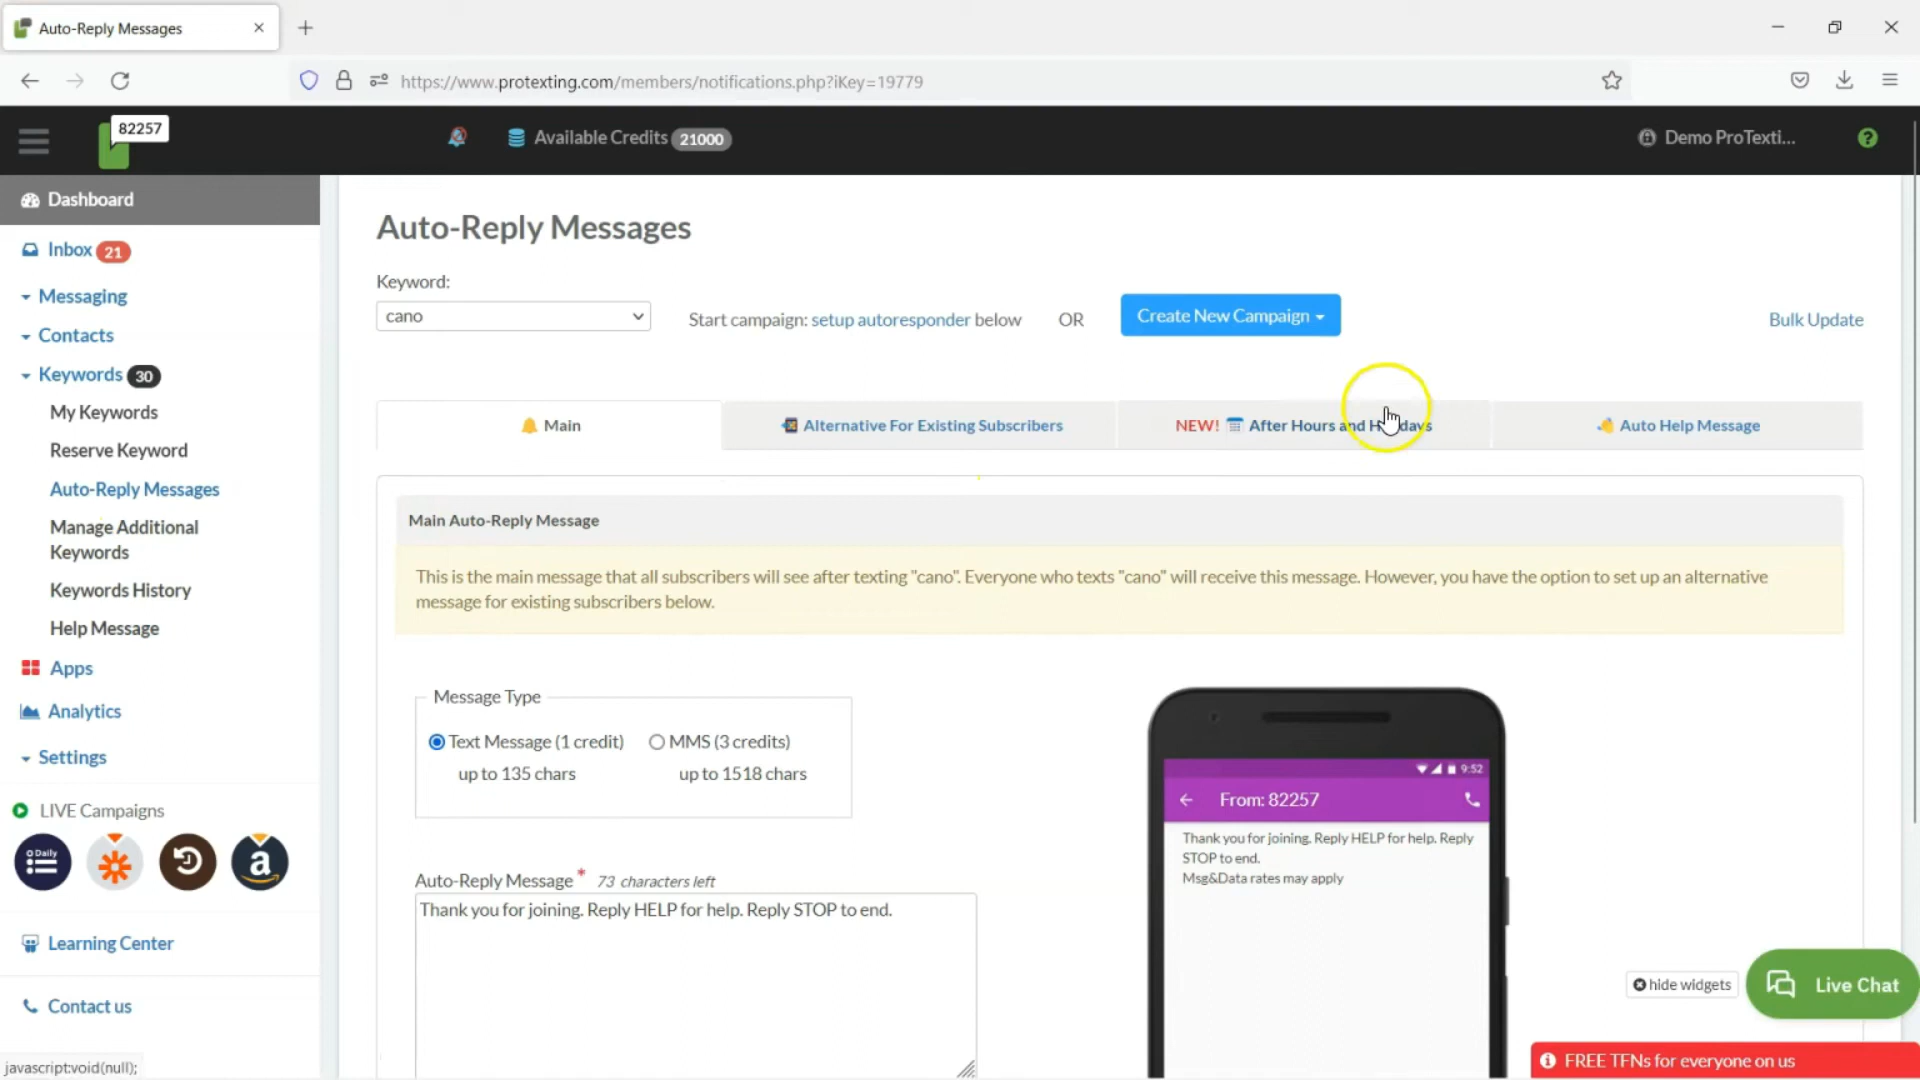 Auto-Reply Messages
https://www.protexting.com/members/notifications.php?iKey=19779
82257
Available Credits 21000
Demo ProTexti...
Dashboard
Inbox 21
Messaging
Contacts
Keywords 30
My Keywords
Reserve Keyword
Auto-Reply Messages
Manage Additional
Keywords
Keywords History
Help Message
Apps
Analytics
Settings
LIVE Campaigns
Daily
a
Learning Center
Contact us
javascript:void(null);
Auto-Reply Messages
Keyword:
cano
Start campaign: setup autoresponder below
OR
Create New Campaign
Bulk Update
Main
Alternative For Existing Subscribers
NEW! After Hours and Holidays
Auto Help Message
Main Auto-Reply Message
This is the main message that all subscribers will see after texting "cano". Everyone who texts "cano" will receive this message. However, you have the option to set up an alternative
message for existing subscribers below.
Message Type
Text Message (1 credit)
up to 135 chars
MMS (3 credits)
up to 1518 chars
Auto-Reply Message * 73 characters left
Thank you for joining. Reply HELP for help. Reply STOP to end.
9:52
From: 82257
Thank you for joining. Reply HELP for help. Reply
STOP to end.
Msg&Data rates may apply
hide widgets
Live Chat
FREE TFNs for everyone on us